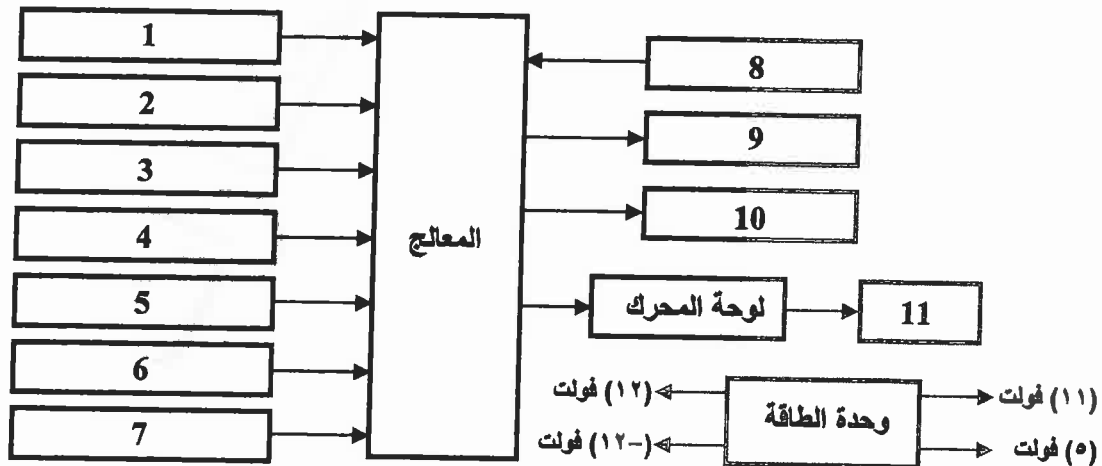 1
2
3
4
5
6
7
المعالج
8
9
10
لوحة المحرك
11
(١٢) فولت
(-١٢) فولت
وحدة الطاقة
(١١) فولت
(٥) فولت